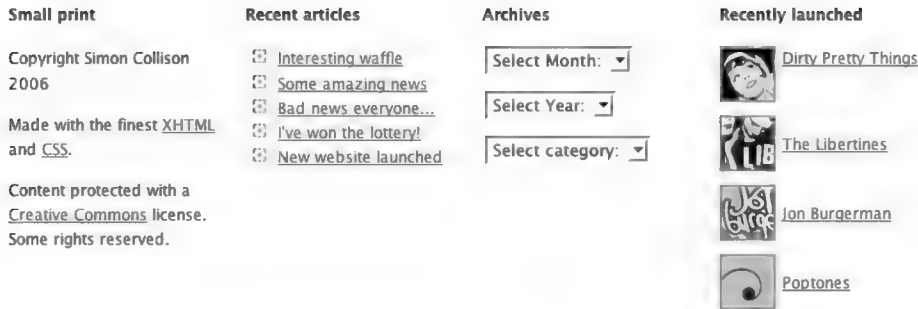 Small print
Copyright Simon Collison
2006
Made with the finest XHTML
and CSS.
Content protected with a
Creative Commons license.
Some rights reserved.
Recent articles
Interesting waffle
Some amazing news
Bad news everyone...
I've won the lottery!
New website launched
Archives
Select Month:
Select Year:
Select category:
Recently launched
Dirty Pretty Things
LIB
The Libertines
Jon Burgerman
Poptones